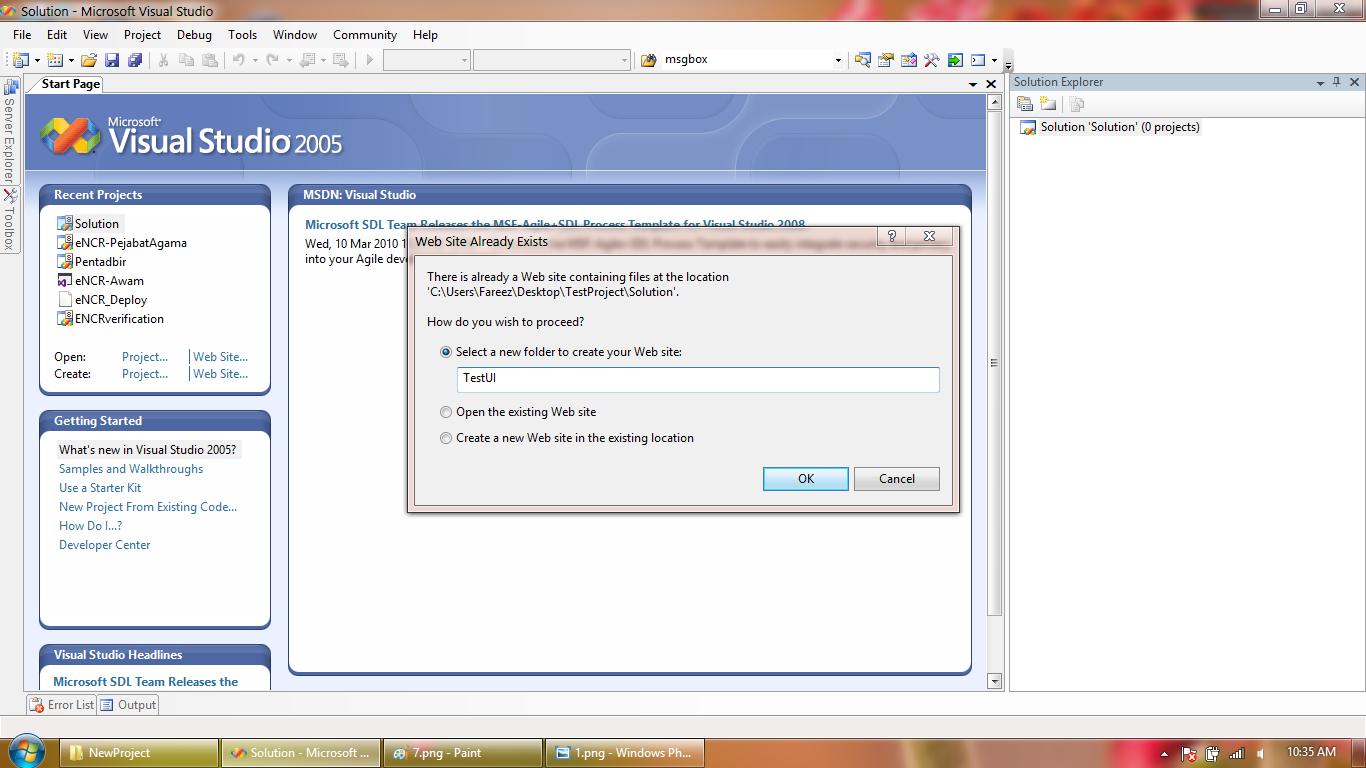 Solution - Microsoft Visual Studio
File Edit View Project Debug Tools Window Community Help
msgbox
Server Explorer
Toolbox
Start Page
Microsoft®
Visual Studio 2005
Recent Projects
Solution
eNCR-PejabatAgama
Pentadbir
eNCR-Awam
eNCR_Deploy
ENCRverification
Open: Project... Web Site...
Create: Project... Web Site...
Getting Started
What's new in Visual Studio 2005?
Samples and Walkthroughs
Use a Starter Kit
New Project From Existing Code...
How Do I...?
Developer Center
Visual Studio Headlines
Microsoft SDL Team Releases the
MSDN: Visual Studio
Microsoft SDL Team Releases the MSF-Agile+SDL Process Template for Visual Studio 2008
Wed, 10 Mar 2010 1
into your Agile deve
Web Site Already Exists
There is already a Web site containing files at the location
'C:\Users\Fareez\Desktop\TestProject\Solution'.
How do you wish to proceed?
Select a new folder to create your Web site:
TestUI
Open the existing Web site
Create a new Web site in the existing location
OK Cancel
Solution Explorer
Solution 'Solution' (0 projects)
Error List Output
NewProject Solution - Microsoft ... 7.png - Paint 1.png - Windows Ph... 10:35 AM